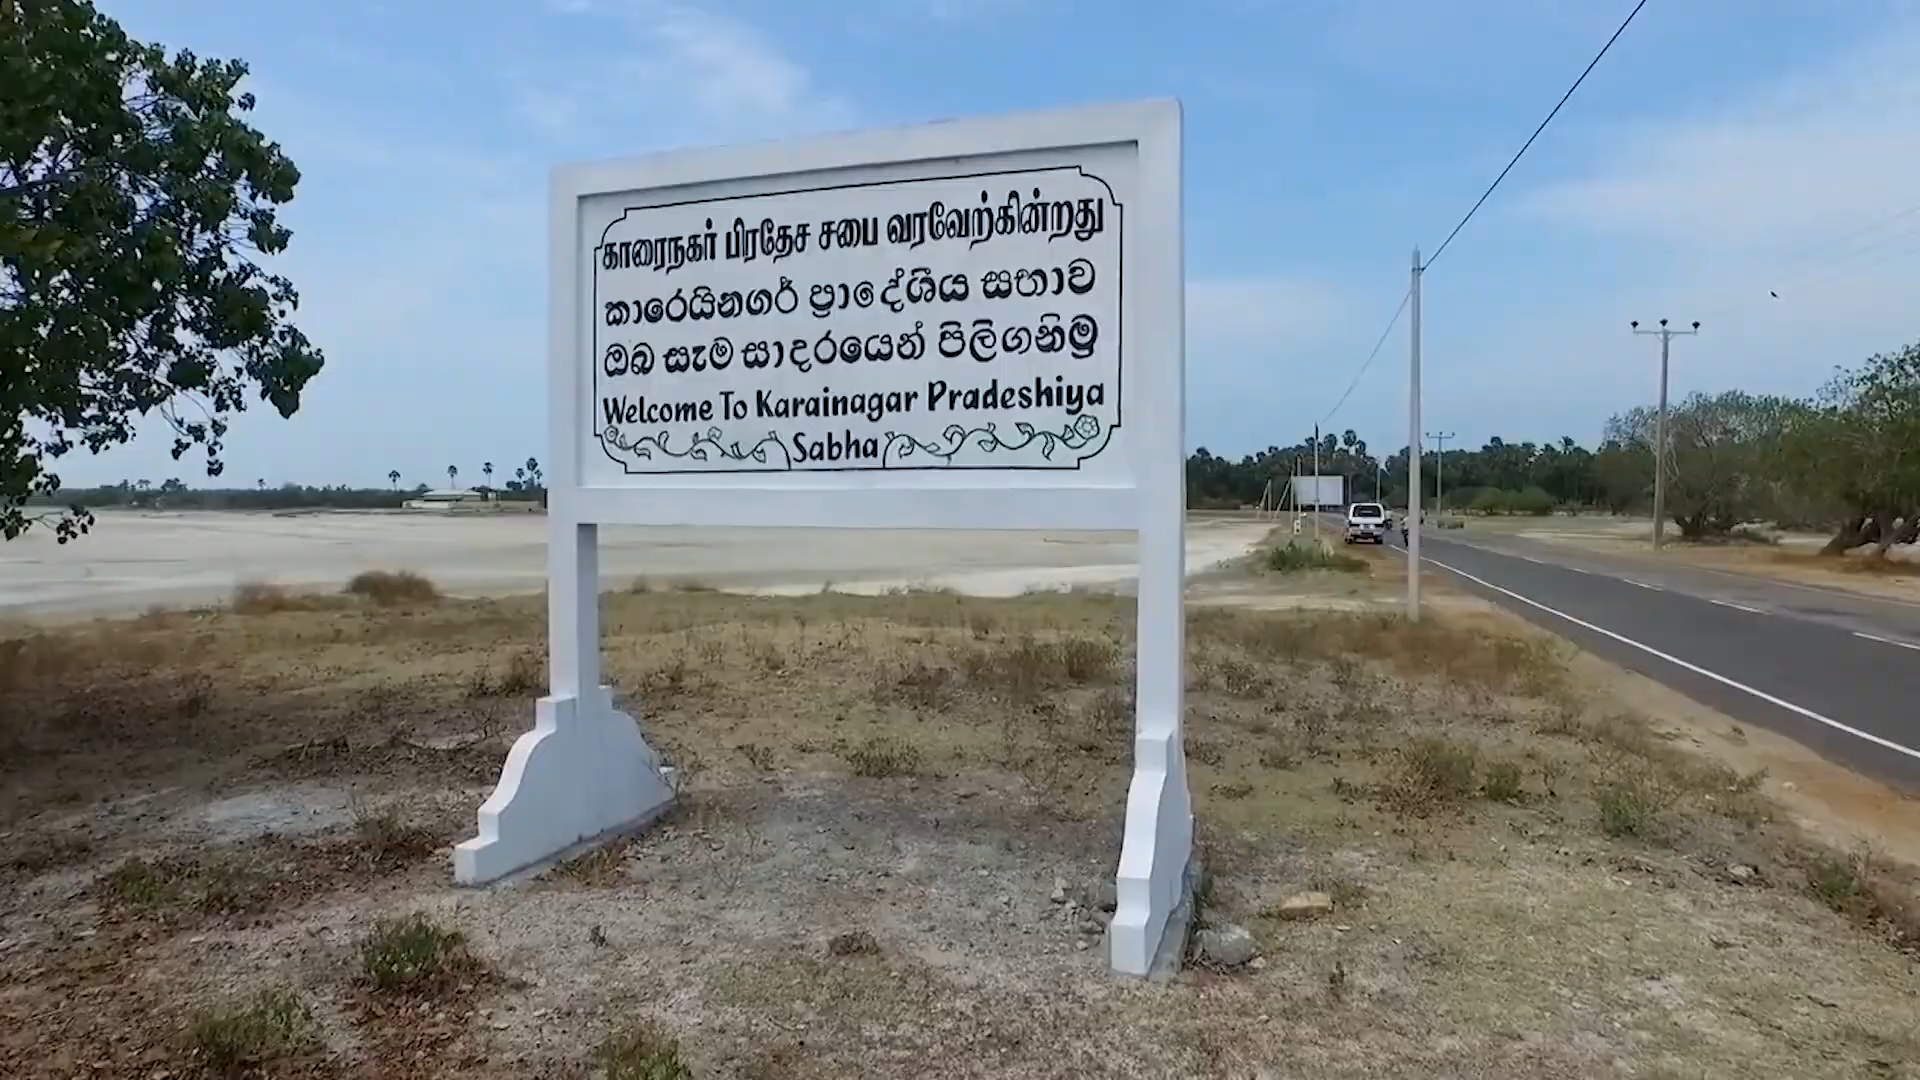 காரைநகர் பிரதேச சபை வரவேற்கின்றது
කාරෙයිනගර් ප්‍රාදේශීය සභාව
ඔබ සැම සාදරයෙන් පිලිගනිමු
Welcome To Karainagar Pradeshiya
Sabha